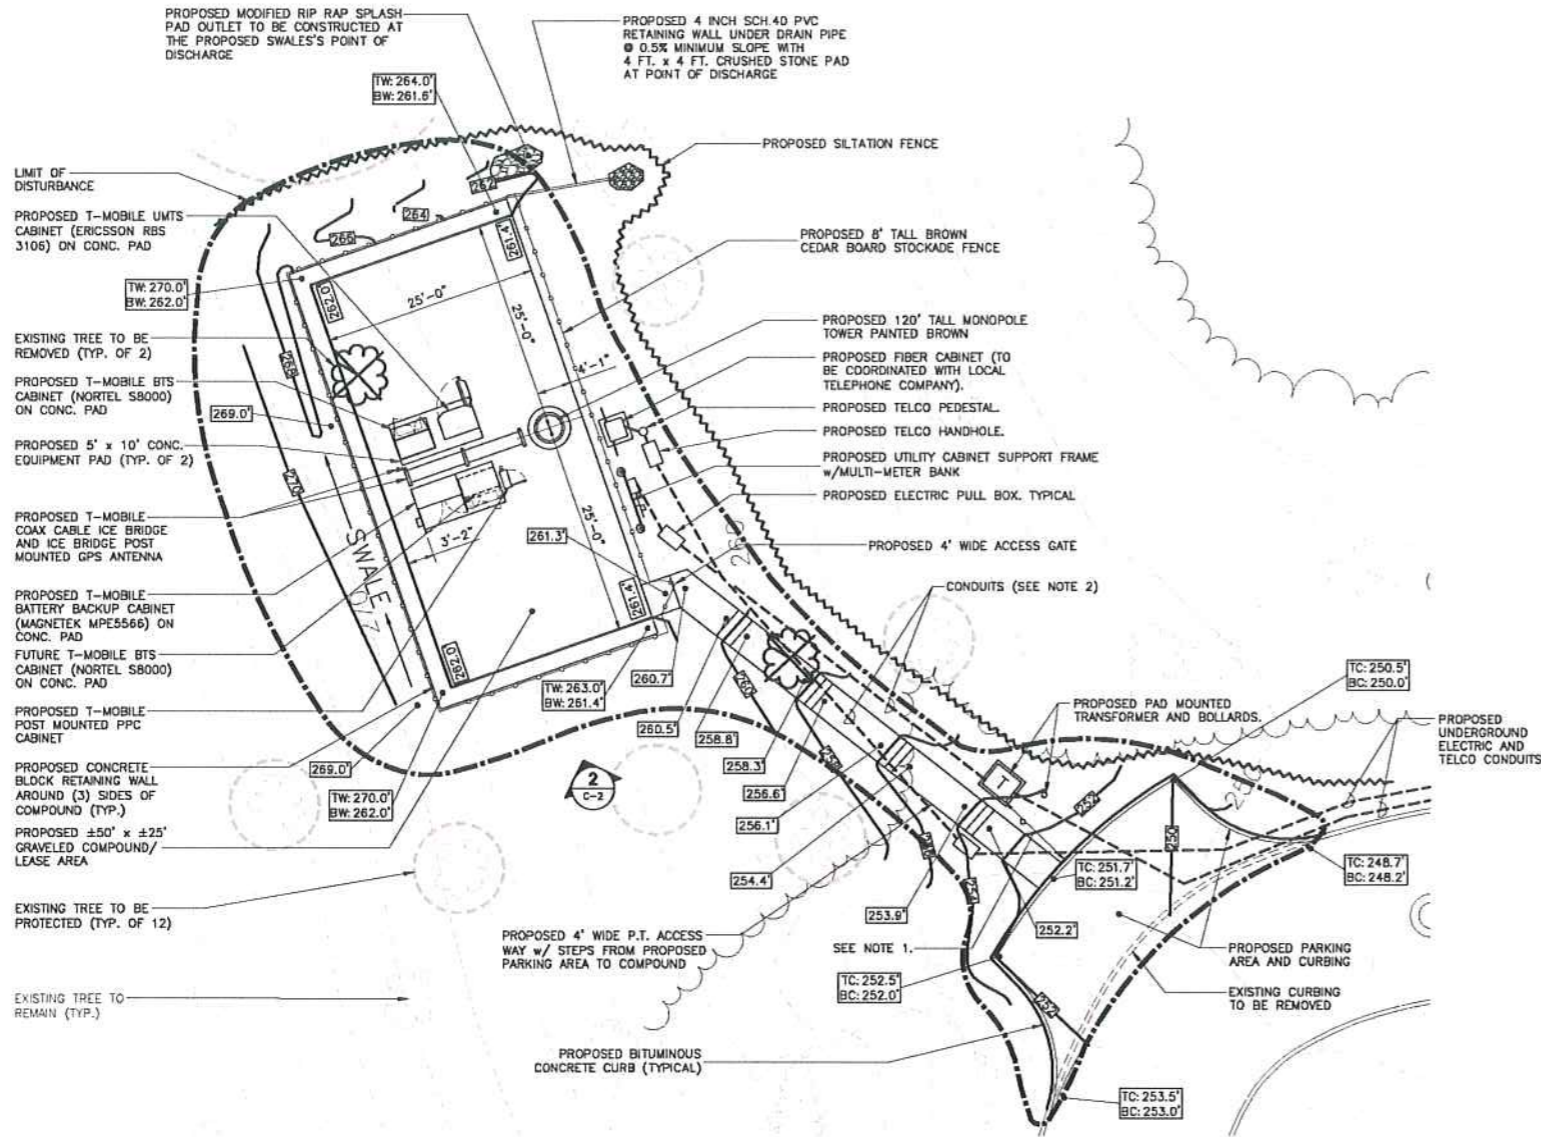 PROPOSED MODIFIED RIP RAP SPLASH
PAD OUTLET TO BE CONSTRUCTED AT
THE PROPOSED SWALES'S POINT OF
DISCHARGE
PROPOSED 4 INCH SCH.40 PVC
RETAINING WALL UNDER DRAIN PIPE
@ 0.5% MINIMUM SLOPE WITH
4 FT. x 4 FT. CRUSHED STONE PAD
AT POINT OF DISCHARGE
TW: 264.0'
BW: 261.6'
PROPOSED SILTATION FENCE
LIMIT OF
DISTURBANCE
262
264
266
PROPOSED T-MOBILE UMTS
CABINET (ERICSSON RBS
3106) ON CONC. PAD
261.4'
PROPOSED 8' TALL BROWN
CEDAR BOARD STOCKADE FENCE
TW: 270.0'
BW: 262.0'
262.0'
25'-0"
25'-0"
PROPOSED 120' TALL MONOPOLE
TOWER PAINTED BROWN
EXISTING TREE TO BE
REMOVED (TYP. OF 2)
268
4'-1"
PROPOSED FIBER CABINET (TO
BE COORDINATED WITH LOCAL
TELEPHONE COMPANY).
PROPOSED T-MOBILE BTS
CABINET (NORTEL S8000)
ON CONC. PAD
269.0'
PROPOSED TELCO PEDESTAL.
PROPOSED TELCO HANDHOLE.
PROPOSED 5' x 10' CONC.
EQUIPMENT PAD (TYP. OF 2)
PROPOSED UTILITY CABINET SUPPORT FRAME
w/MULTI-METER BANK
270
PROPOSED ELECTRIC PULL BOX. TYPICAL
PROPOSED T-MOBILE
COAX CABLE ICE BRIDGE
AND ICE BRIDGE POST
MOUNTED GPS ANTENNA
SWALE
3'-2"
25'-0"
261.3'
260
PROPOSED 4' WIDE ACCESS GATE
PROPOSED T-MOBILE
BATTERY BACKUP CABINET
(MAGNETEK MPE5566) ON
CONC. PAD
261.4'
CONDUITS (SEE NOTE 2)
FUTURE T-MOBILE BTS
CABINET (NORTEL S8000)
ON CONC. PAD
262.0'
TW: 263.0'
BW: 261.4'
260.7'
260
TC: 250.5'
BC: 250.0'
PROPOSED T-MOBILE
POST MOUNTED PPC
CABINET
260.5'
258.8'
PROPOSED PAD MOUNTED
TRANSFORMER AND BOLLARDS.
PROPOSED
UNDERGROUND
ELECTRIC AND
TELCO CONDUITS
PROPOSED CONCRETE
BLOCK RETAINING WALL
AROUND (3) SIDES OF
COMPOUND (TYP.)
269.0'
2
C-2
258.3'
258
T
250
TW: 270.0'
BW: 262.0'
256.6'
252
256.1'
PROPOSED ±50' x ±25'
GRAVELED COMPOUND/
LEASE AREA
250
254.4'
254
TC: 251.7'
BC: 251.2'
TC: 248.7'
BC: 248.2'
EXISTING TREE TO BE
PROTECTED (TYP. OF 12)
253.9'
252.2'
PROPOSED 4' WIDE P.T. ACCESS
WAY w/ STEPS FROM PROPOSED
PARKING AREA TO COMPOUND
SEE NOTE 1.
PROPOSED PARKING
AREA AND CURBING
TC: 252.5'
BC: 252.0'
EXISTING TREE TO
REMAIN (TYP.)
252
EXISTING CURBING
TO BE REMOVED
PROPOSED BITUMINOUS
CONCRETE CURB (TYPICAL)
TC: 253.5'
BC: 253.0'